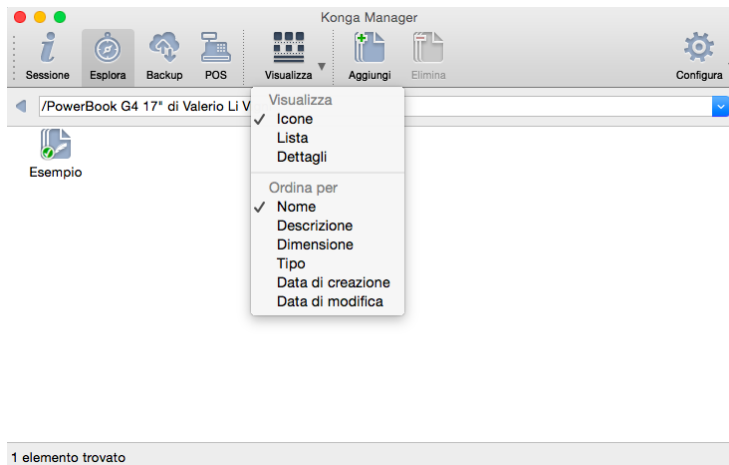 Konga Manager
Sessione Esplora Backup POS Visualizza Aggiungi Elimina Configura
/PowerBook G4 17" di Valerio Li V
Visualizza
✓ Icone
Lista
Dettagli
Esempio
Ordina per
✓ Nome
Descrizione
Dimensione
Tipo
Data di creazione
Data di modifica
1 elemento trovato